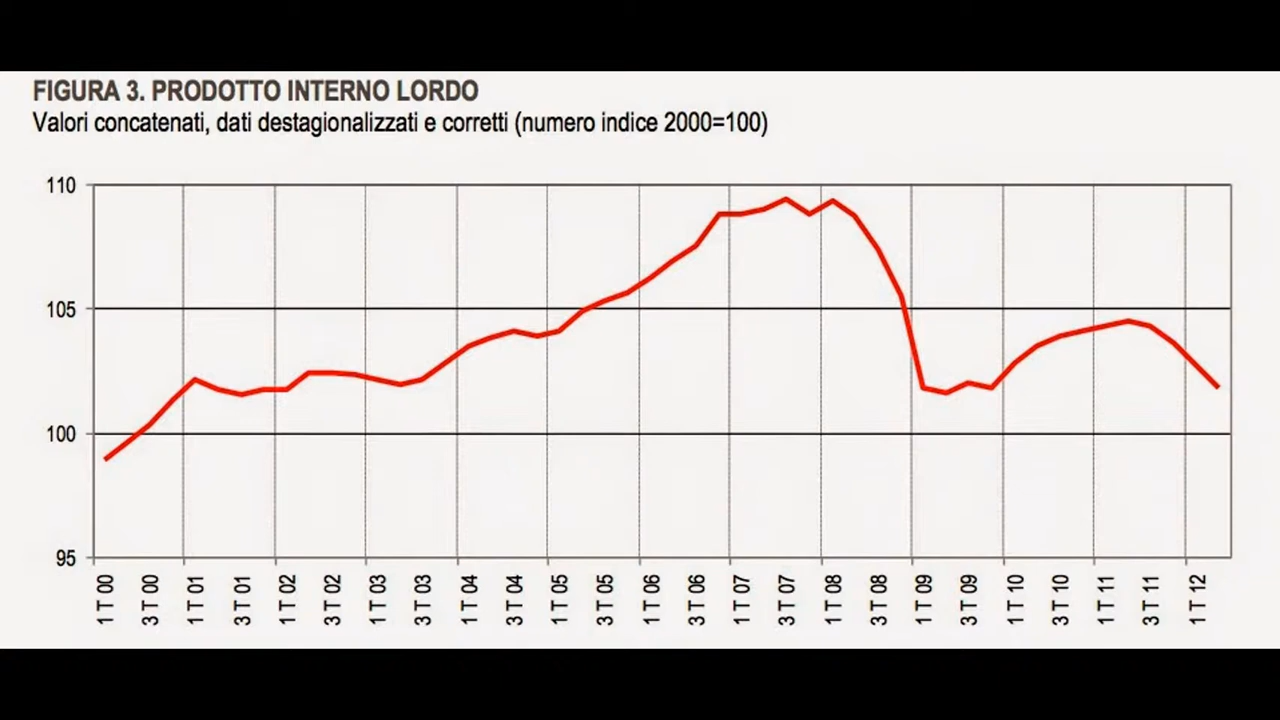 FIGURA 3. PRODOTTO INTERNO LORDO
Valori concatenati, dati destagionalizzati e corretti (numero indice 2000=100)
110
105
100
95
1 T 00
3 T 00
1 T 01
3 T 01
1 T 02
3 T 02
1 T 03
3 T 03
1 T 04
3 T 04
1 T 05
3 T 05
1 T 06
3 T 06
1 T 07
3 T 07
1 T 08
3 T 08
1 T 09
3 T 09
1 T 10
3 T 10
1 T 11
3 T 11
1 T 12